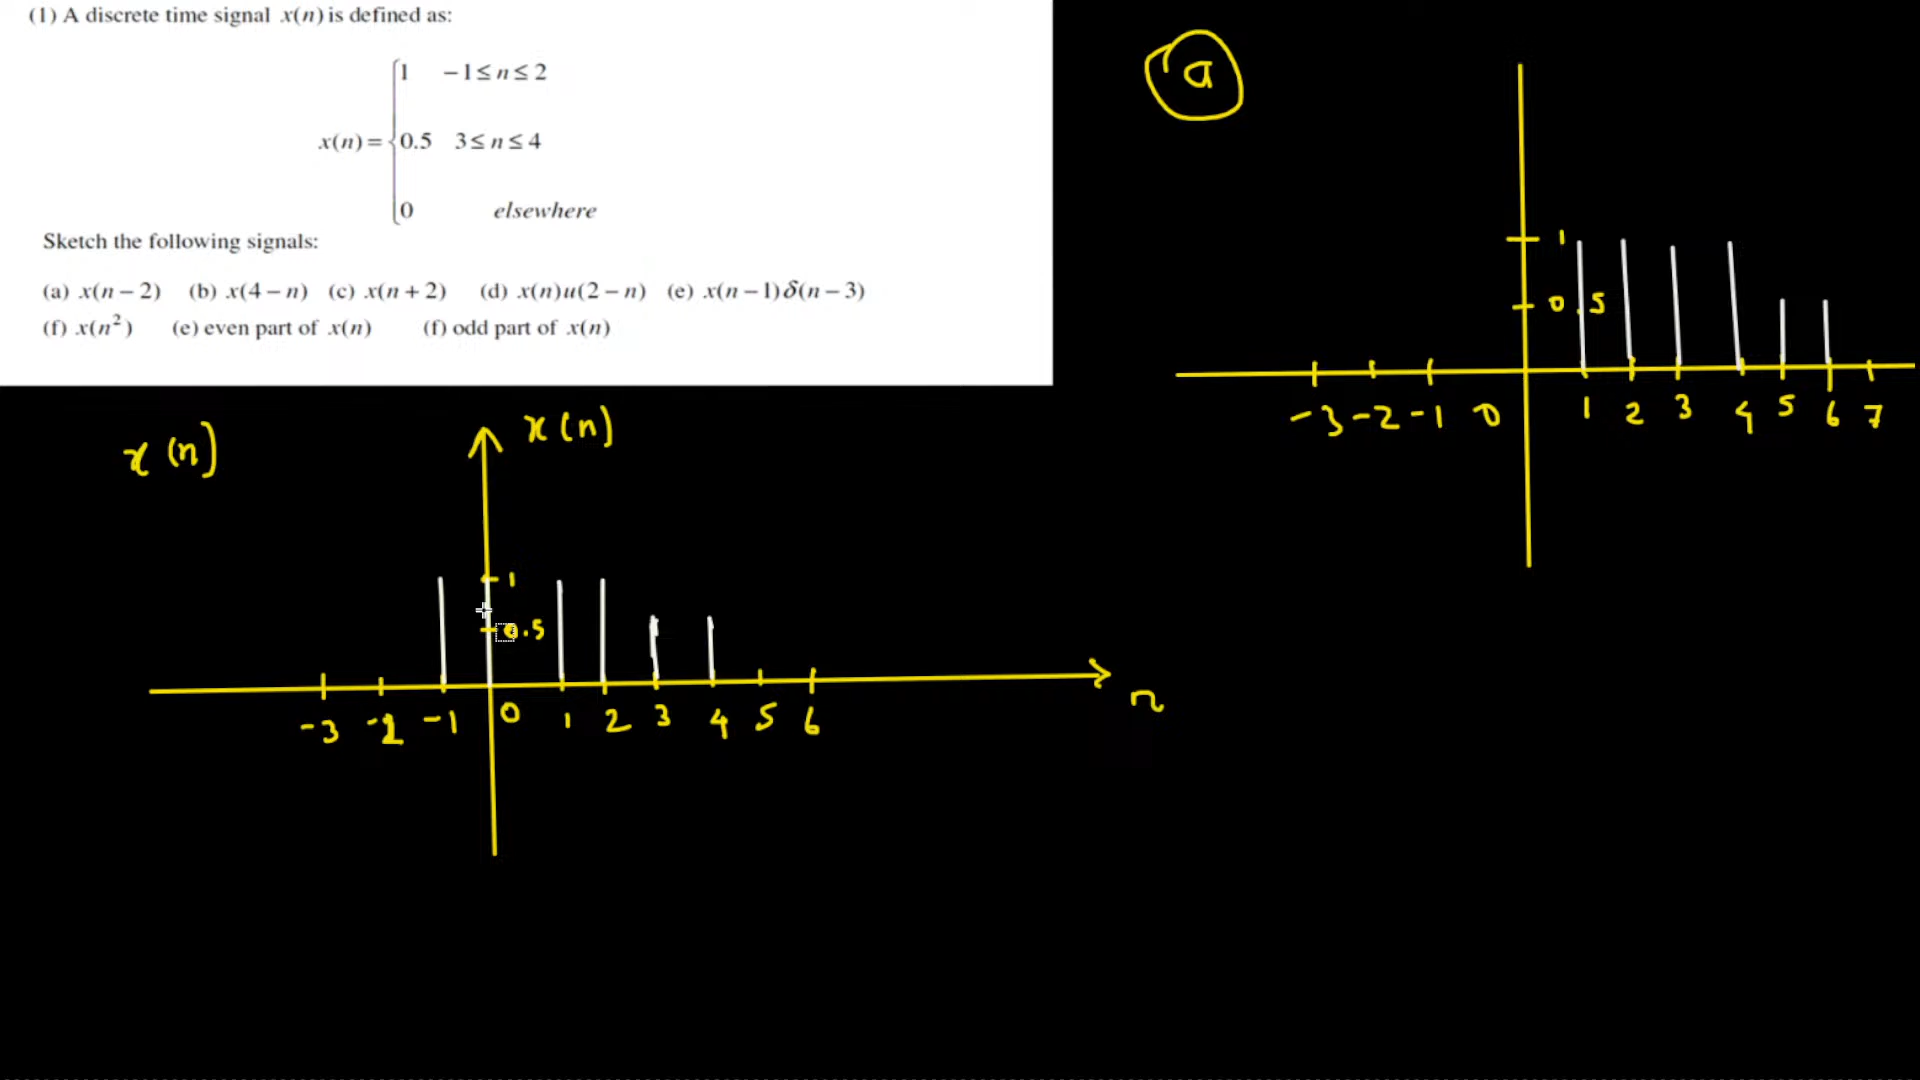 (1) A discrete time signal x(n) is defined as:
1 −1 ≤ n ≤ 2
x(n) = 0.5 3 ≤ n ≤ 4
0 elsewhere
Sketch the following signals:
(a) x(n − 2) (b) x(4 − n) (c) x(n + 2) (d) x(n)u(2 − n) (e) x(n − 1)δ(n − 3)
(f) x(n²) (e) even part of x(n) (f) odd part of x(n)
a
1
0.5
-3 -2 -1 0 1 2 3 4 5 6 7
x(n)
x(n)
1
0.5
-3 -2 -1 0 1 2 3 4 5 6
n